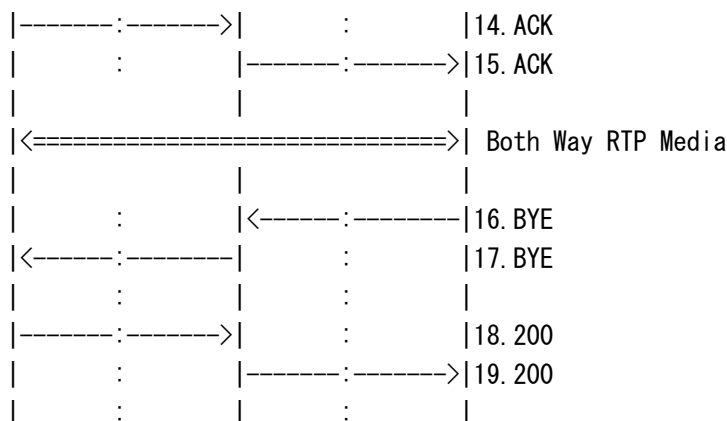 |-------:------->|       :        |14. ACK
|       :        |-------:------->|15. ACK
|                |                |
|<===============================>| Both Way RTP Media
|                |                |
|       :        |<------:--------|16. BYE
|<------:--------|       :        |17. BYE
|       :        |       :        |
|-------:------->|       :        |18. 200
|       :        |-------:------->|19. 200
|       :        |       :        |